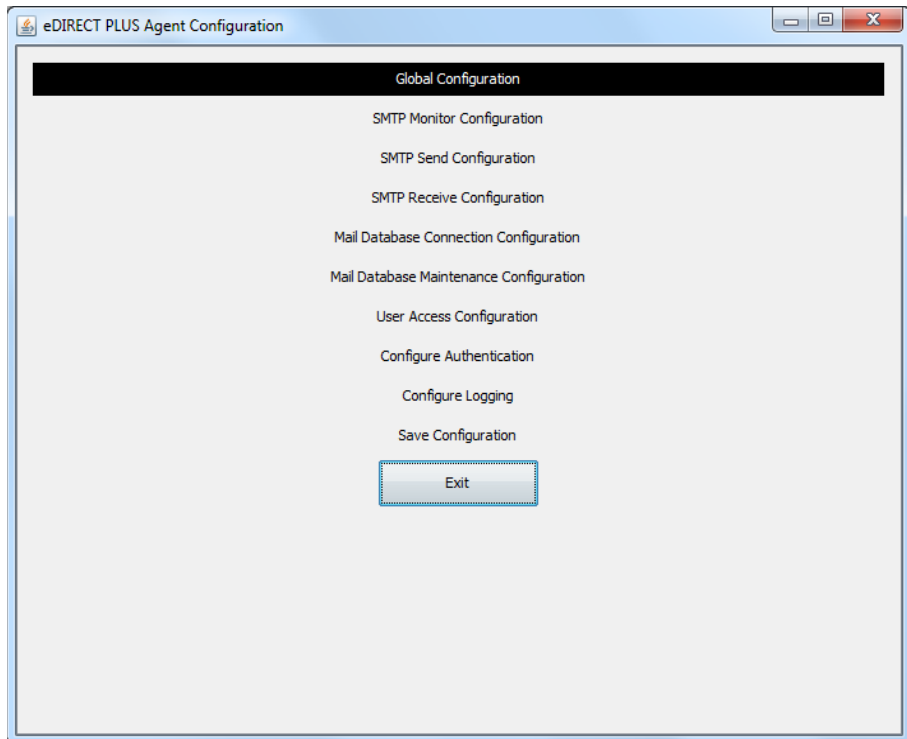 eDIRECT PLUS Agent Configuration
Global Configuration
SMTP Monitor Configuration
SMTP Send Configuration
SMTP Receive Configuration
Mail Database Connection Configuration
Mail Database Maintenance Configuration
User Access Configuration
Configure Authentication
Configure Logging
Save Configuration
Exit